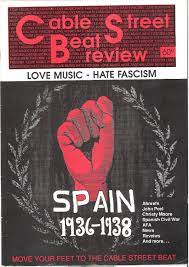 Cable Street
Beat review
60p
LOVE MUSIC - HATE FASCISM
SPAIN
1936-1938
John Peel
Christy Moore
Spanish Civil War
AFA
News
Reviews
And more...
MOVE YOUR FEET TO THE CABLE STREET BEAT